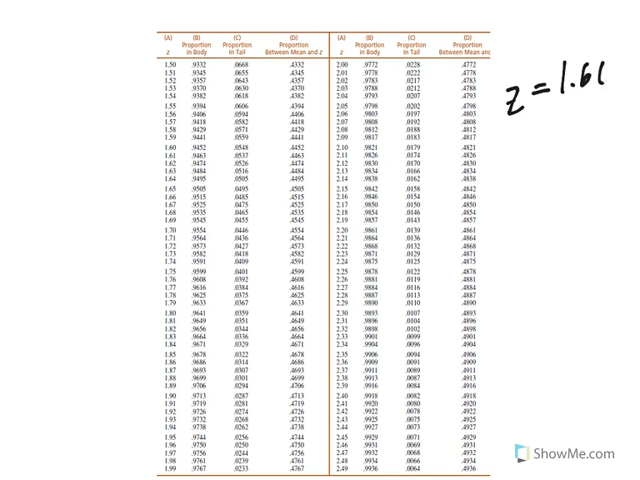 (A) (B) (C) (D) (A) (B) (C) (D)
Proportion Proportion Proportion Proportion Proportion Proportion
z in Body in Tail Between Mean and z z in Body in Tail Between Mean and
1.50 .9332 .0668 .4332 2.00 .9772 .0228 .4772
1.51 .9345 .0655 .4345 2.01 .9778 .0222 .4778
1.52 .9357 .0643 .4357 2.02 .9783 .0217 .4783
1.53 .9370 .0630 .4370 2.03 .9788 .0212 .4788
1.54 .9382 .0618 .4382 2.04 .9793 .0207 .4793
1.55 .9394 .0606 .4394 2.05 .9798 .0202 .4798
1.56 .9406 .0594 .4406 2.06 .9803 .0197 .4803
1.57 .9418 .0582 .4418 2.07 .9808 .0192 .4808
1.58 .9429 .0571 .4429 2.08 .9812 .0188 .4812
1.59 .9441 .0559 .4441 2.09 .9817 .0183 .4817
1.60 .9452 .0548 .4452 2.10 .9821 .0179 .4821
1.61 .9463 .0537 .4463 2.11 .9826 .0174 .4826
1.62 .9474 .0526 .4474 2.12 .9830 .0170 .4830
1.63 .9484 .0516 .4484 2.13 .9834 .0166 .4834
1.64 .9495 .0505 .4495 2.14 .9838 .0162 .4838
1.65 .9505 .0495 .4505 2.15 .9842 .0158 .4842
1.66 .9515 .0485 .4515 2.16 .9846 .0154 .4846
1.67 .9525 .0475 .4525 2.17 .9850 .0150 .4850
1.68 .9535 .0465 .4535 2.18 .9854 .0146 .4854
1.69 .9545 .0455 .4545 2.19 .9857 .0143 .4857
1.70 .9554 .0446 .4554 2.20 .9861 .0139 .4861
1.71 .9564 .0436 .4564 2.21 .9864 .0136 .4864
1.72 .9573 .0427 .4573 2.22 .9868 .0132 .4868
1.73 .9582 .0418 .4582 2.23 .9871 .0129 .4871
1.74 .9591 .0409 .4591 2.24 .9875 .0125 .4875
1.75 .9599 .0401 .4599 2.25 .9878 .0122 .4878
1.76 .9608 .0392 .4608 2.26 .9881 .0119 .4881
1.77 .9616 .0384 .4616 2.27 .9884 .0116 .4884
1.78 .9625 .0375 .4625 2.28 .9887 .0113 .4887
1.79 .9633 .0367 .4633 2.29 .9890 .0110 .4890
1.80 .9641 .0359 .4641 2.30 .9893 .0107 .4893
1.81 .9649 .0351 .4649 2.31 .9896 .0104 .4896
1.82 .9656 .0344 .4656 2.32 .9898 .0102 .4898
1.83 .9664 .0336 .4664 2.33 .9901 .0099 .4901
1.84 .9671 .0329 .4671 2.34 .9904 .0096 .4904
1.85 .9678 .0322 .4678 2.35 .9906 .0094 .4906
1.86 .9686 .0314 .4686 2.36 .9909 .0091 .4909
1.87 .9693 .0307 .4693 2.37 .9911 .0089 .4911
1.88 .9699 .0301 .4699 2.38 .9913 .0087 .4913
1.89 .9706 .0294 .4706 2.39 .9916 .0084 .4916
1.90 .9713 .0287 .4713 2.40 .9918 .0082 .4918
1.91 .9719 .0281 .4719 2.41 .9920 .0080 .4920
1.92 .9726 .0274 .4726 2.42 .9922 .0078 .4922
1.93 .9732 .0268 .4732 2.43 .9925 .0075 .4925
1.94 .9738 .0262 .4738 2.44 .9927 .0073 .4927
1.95 .9744 .0256 .4744 2.45 .9929 .0071 .4929
1.96 .9750 .0250 .4750 2.46 .9931 .0069 .4931
1.97 .9756 .0244 .4756 2.47 .9932 .0068 .4932
1.98 .9761 .0239 .4761 2.48 .9934 .0066 .4934
1.99 .9767 .0233 .4767 2.49 .9936 .0064 .4936
z = 1.61
ShowMe.com